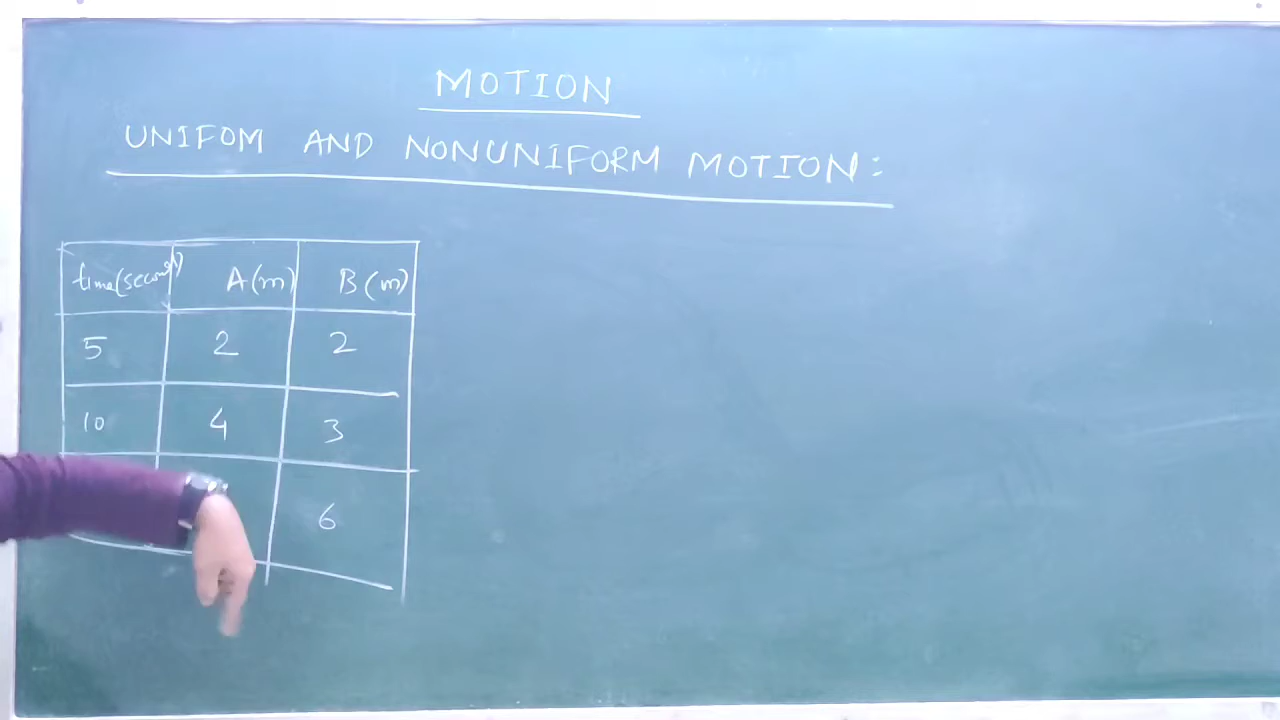 MOTION
UNIFOM AND NONUNIFORM MOTION:
time(second) A(m) B(m)
5 2 2
10 4 3
6